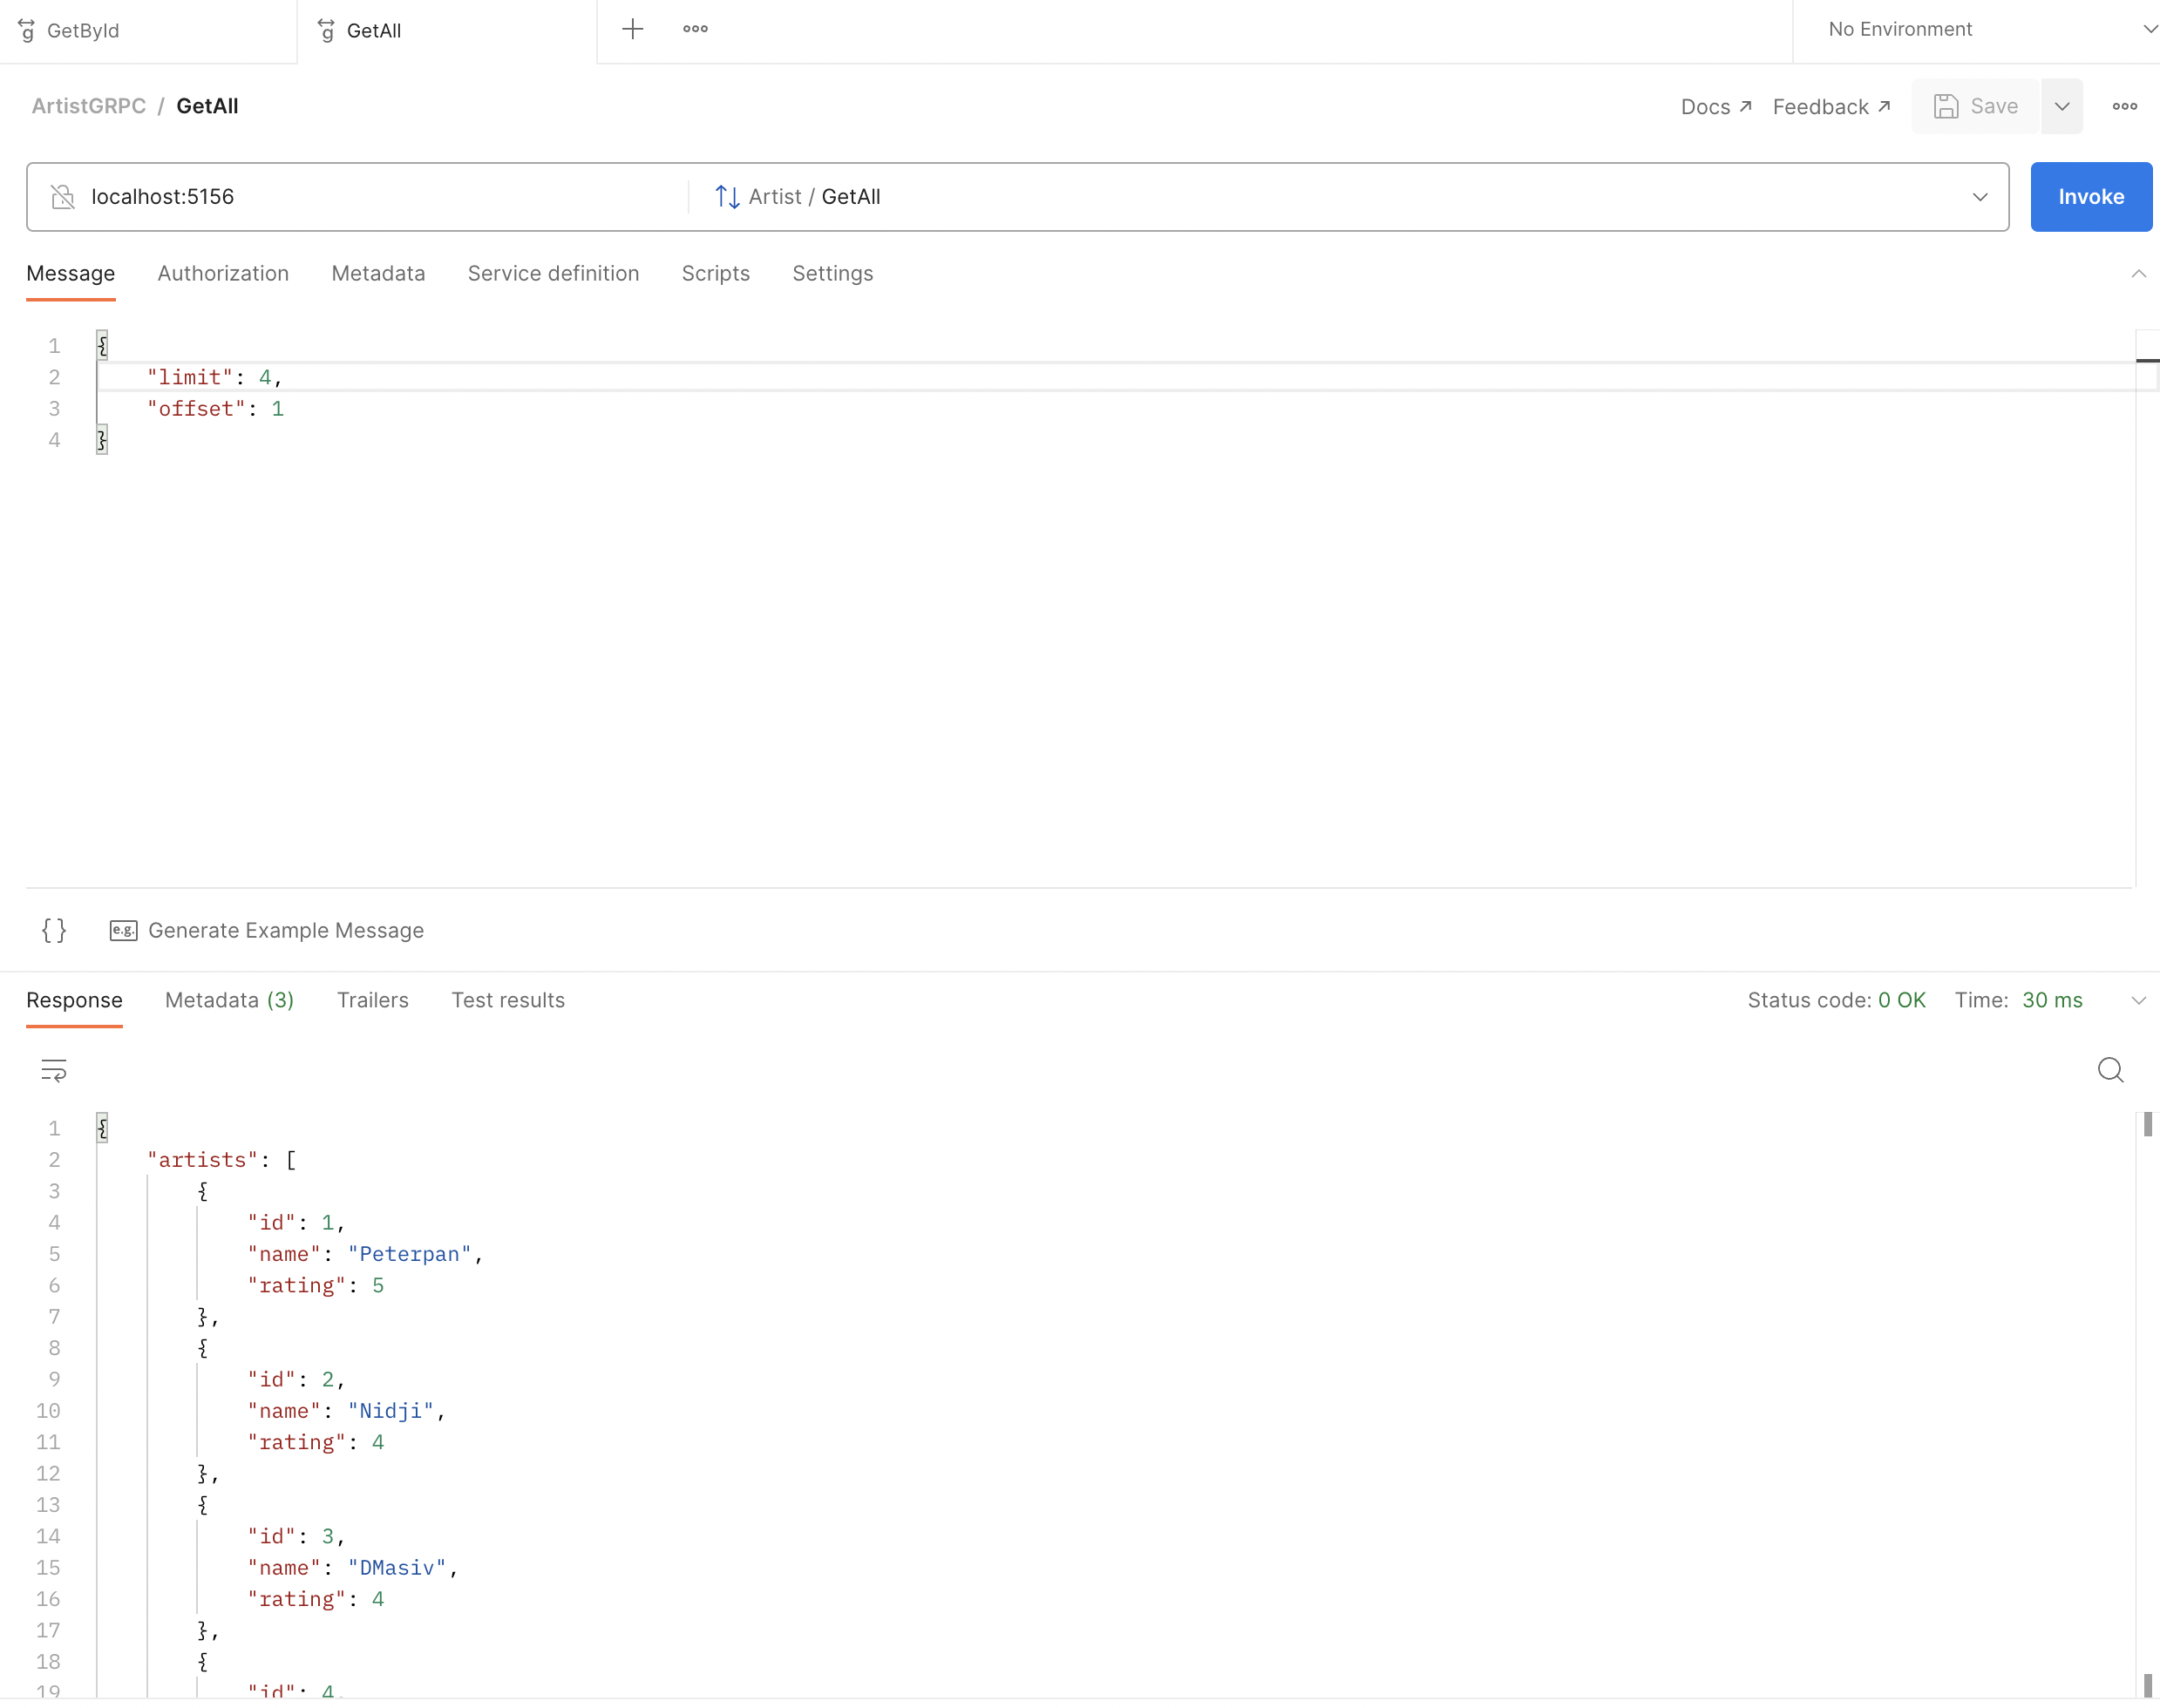 GetById GetAll No Environment
ArtistGRPC / GetAll Docs Feedback Save
localhost:5156 Artist / GetAll Invoke
Message Authorization Metadata Service definition Scripts Settings
1 {
2 "limit": 4,
3 "offset": 1
4 }
{ } e.g. Generate Example Message
Response Metadata (3) Trailers Test results Status code: 0 OK Time: 30 ms
1 {
2 "artists": [
3 {
4 "id": 1,
5 "name": "Peterpan",
6 "rating": 5
7 },
8 {
9 "id": 2,
10 "name": "Nidji",
11 "rating": 4
12 },
13 {
14 "id": 3,
15 "name": "DMasiv",
16 "rating": 4
17 },
18 {
19 "id": 4,